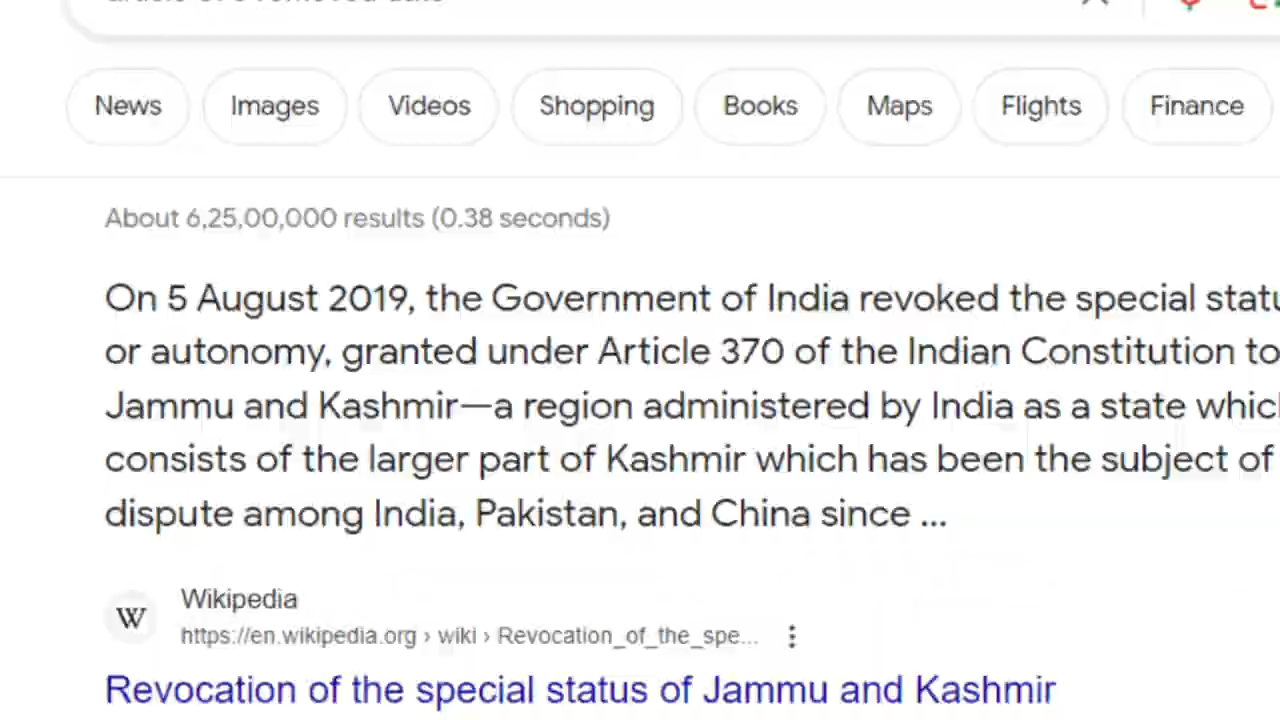 News Images Videos Shopping Books Maps Flights Finance
About 6,25,00,000 results (0.38 seconds)
On 5 August 2019, the Government of India revoked the special
or autonomy, granted under Article 370 of the Indian Constitution to
Jammu and Kashmir—a region administered by India as a state
consists of the larger part of Kashmir which has been the subject of
dispute among India, Pakistan, and China since ...
W
Wikipedia
https://en.wikipedia.org › wiki › Revocation_of_the_spe...
Revocation of the special status of Jammu and Kashmir